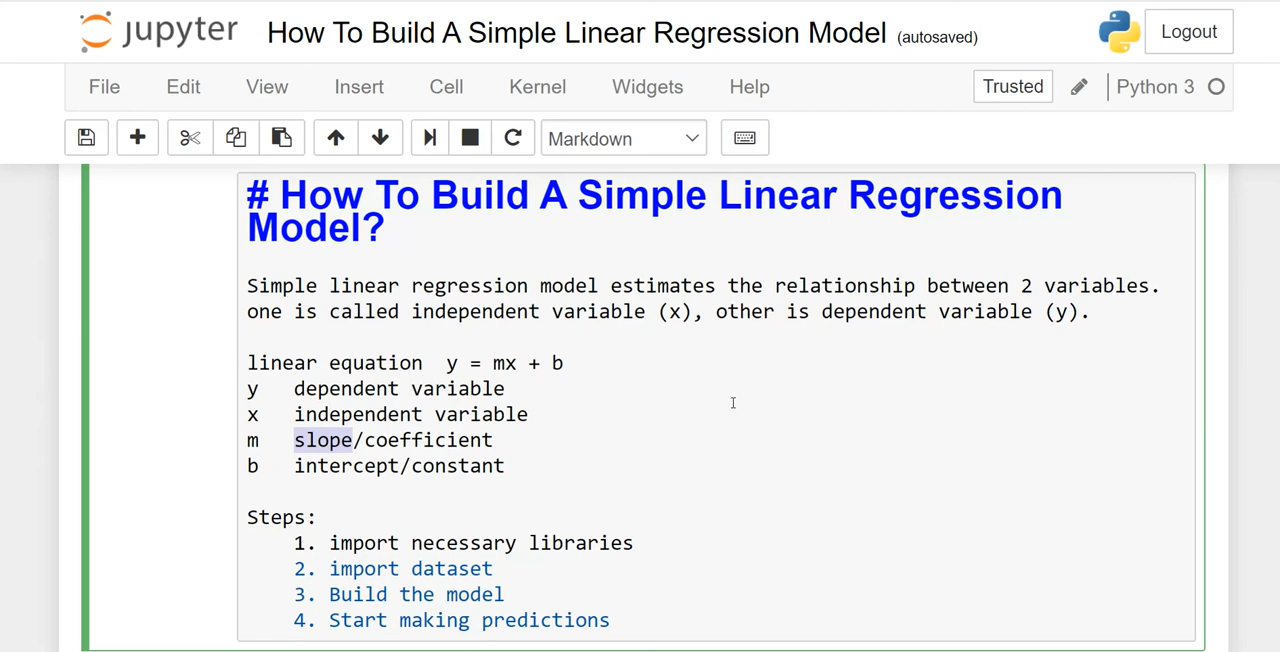 jupyter How To Build A Simple Linear Regression Model (autosaved) Logout
File Edit View Insert Cell Kernel Widgets Help Trusted Python 3
Markdown
# How To Build A Simple Linear Regression
Model?
Simple linear regression model estimates the relationship between 2 variables.
one is called independent variable (x), other is dependent variable (y).
linear equation  y = mx + b
y   dependent variable
x   independent variable
m   slope/coefficient
b   intercept/constant
Steps:
    1. import necessary libraries
    2. import dataset
    3. Build the model
    4. Start making predictions